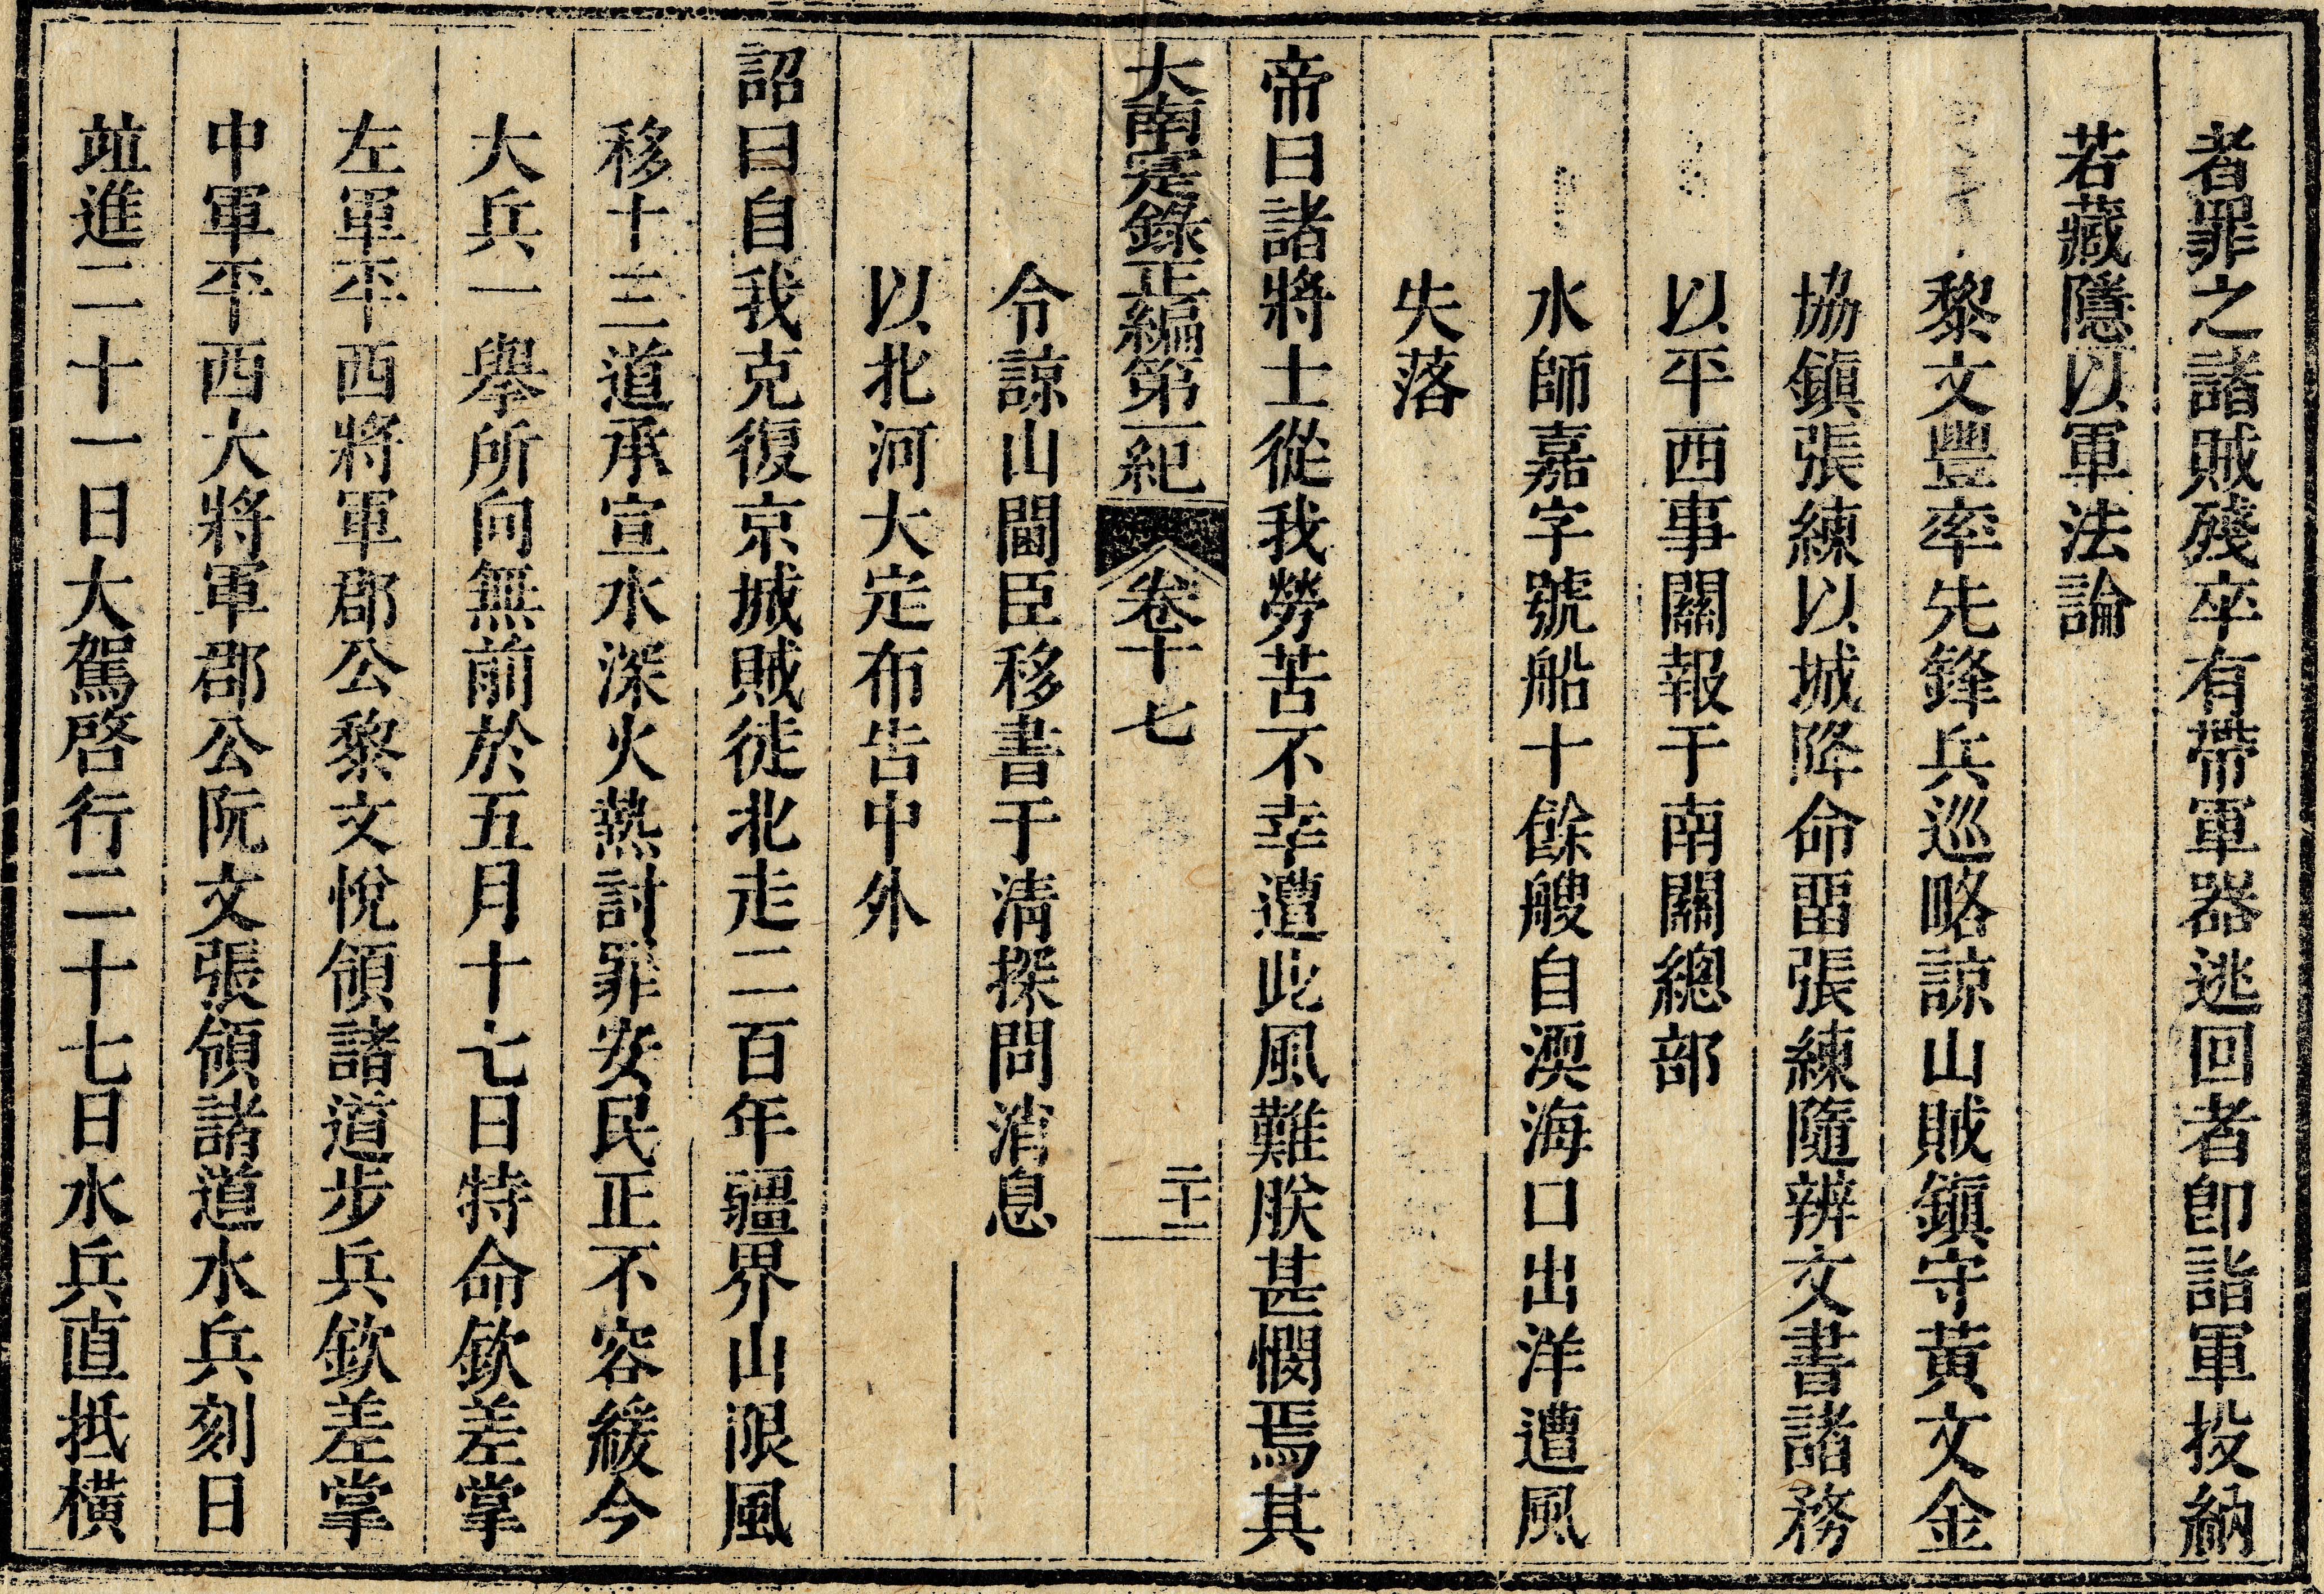 者罪之諸賊殘卒有帶軍器逃回者卽詣軍投納
若藏隱以軍法論
黎文豐率先鋒兵巡略諒山賊鎭守黃文金
協鎭張練以城降命畱張練隨辨文書諸務
以平西事關報于南關總部
水師嘉字號船十餘艘自渜海口出洋遭風
失落
帝曰諸將士從我勞苦不幸遭此風難朕甚憫焉其
大南寔錄正編第一紀 卷十七 二十二
令諒山閫臣移書于淸探問消息
以北河大定布告中外
詔曰自我克復京城賊徒北走二百年疆界山限風
移十三道承宣水深火熱討罪安民正不容緩今
大兵一舉所向無前於五月十七日特命欽差掌
左軍平西將軍郡公黎文悅領諸道步兵欽差掌
中軍平西大將軍郡公阮文張領諸道水兵刻日
竝進二十一日大駕啓行二十七日水兵直抵橫